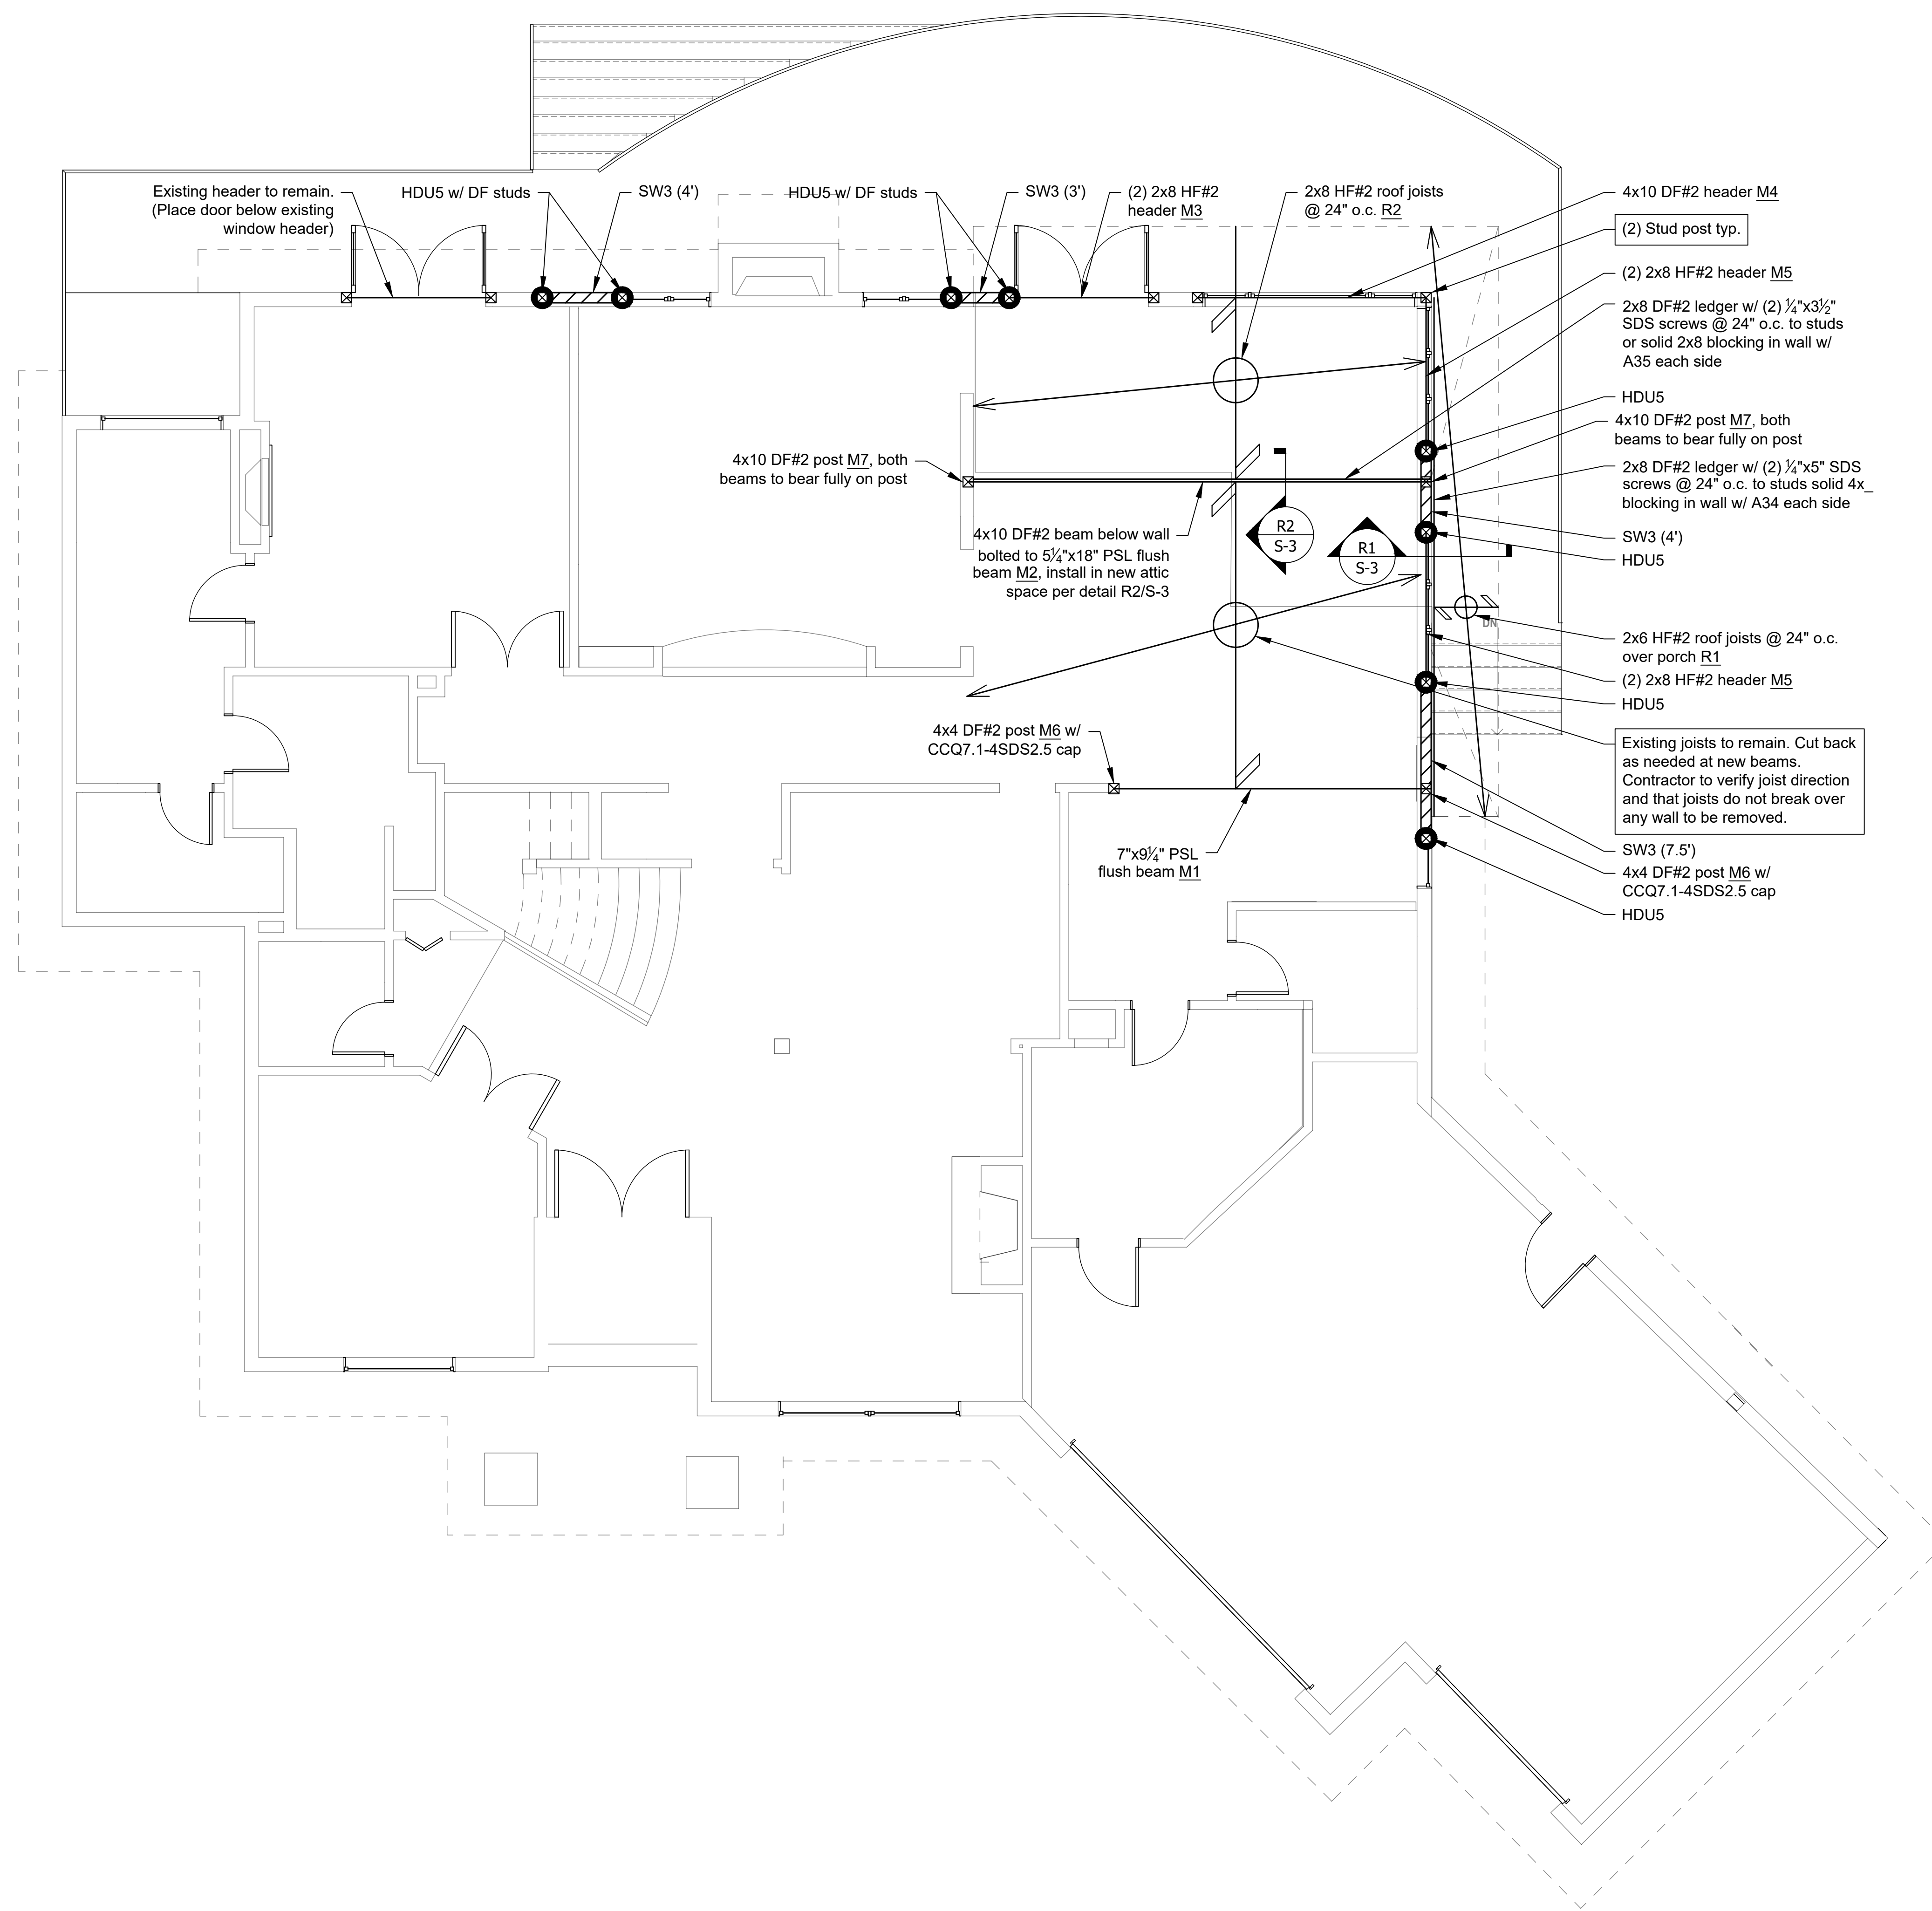 Existing header to remain.
(Place door below existing
window header)
HDU5 w/ DF studs
SW3 (4')
HDU5 w/ DF studs
SW3 (3')
(2) 2x8 HF#2
header M3
2x8 HF#2 roof joists
@ 24" o.c. R2
4x10 DF#2 header M4
(2) Stud post typ.
(2) 2x8 HF#2 header M5
2x8 DF#2 ledger w/ (2) ¼"x3½"
SDS screws @ 24" o.c. to studs
or solid 2x8 blocking in wall w/
A35 each side
HDU5
4x10 DF#2 post M7, both
beams to bear fully on post
2x8 DF#2 ledger w/ (2) ¼"x5" SDS
screws @ 24" o.c. to studs solid 4x_
blocking in wall w/ A34 each side
SW3 (4')
HDU5
4x10 DF#2 post M7, both
beams to bear fully on post
4x10 DF#2 beam below wall
bolted to 5¼"x18" PSL flush
beam M2, install in new attic
space per detail R2/S-3
R2
S-3
R1
S-3
DN
2x6 HF#2 roof joists @ 24" o.c.
over porch R1
(2) 2x8 HF#2 header M5
HDU5
4x4 DF#2 post M6 w/
CCQ7.1-4SDS2.5 cap
Existing joists to remain. Cut back
as needed at new beams.
Contractor to verify joist direction
and that joists do not break over
any wall to be removed.
7"x9¼" PSL
flush beam M1
SW3 (7.5')
4x4 DF#2 post M6 w/
CCQ7.1-4SDS2.5 cap
HDU5